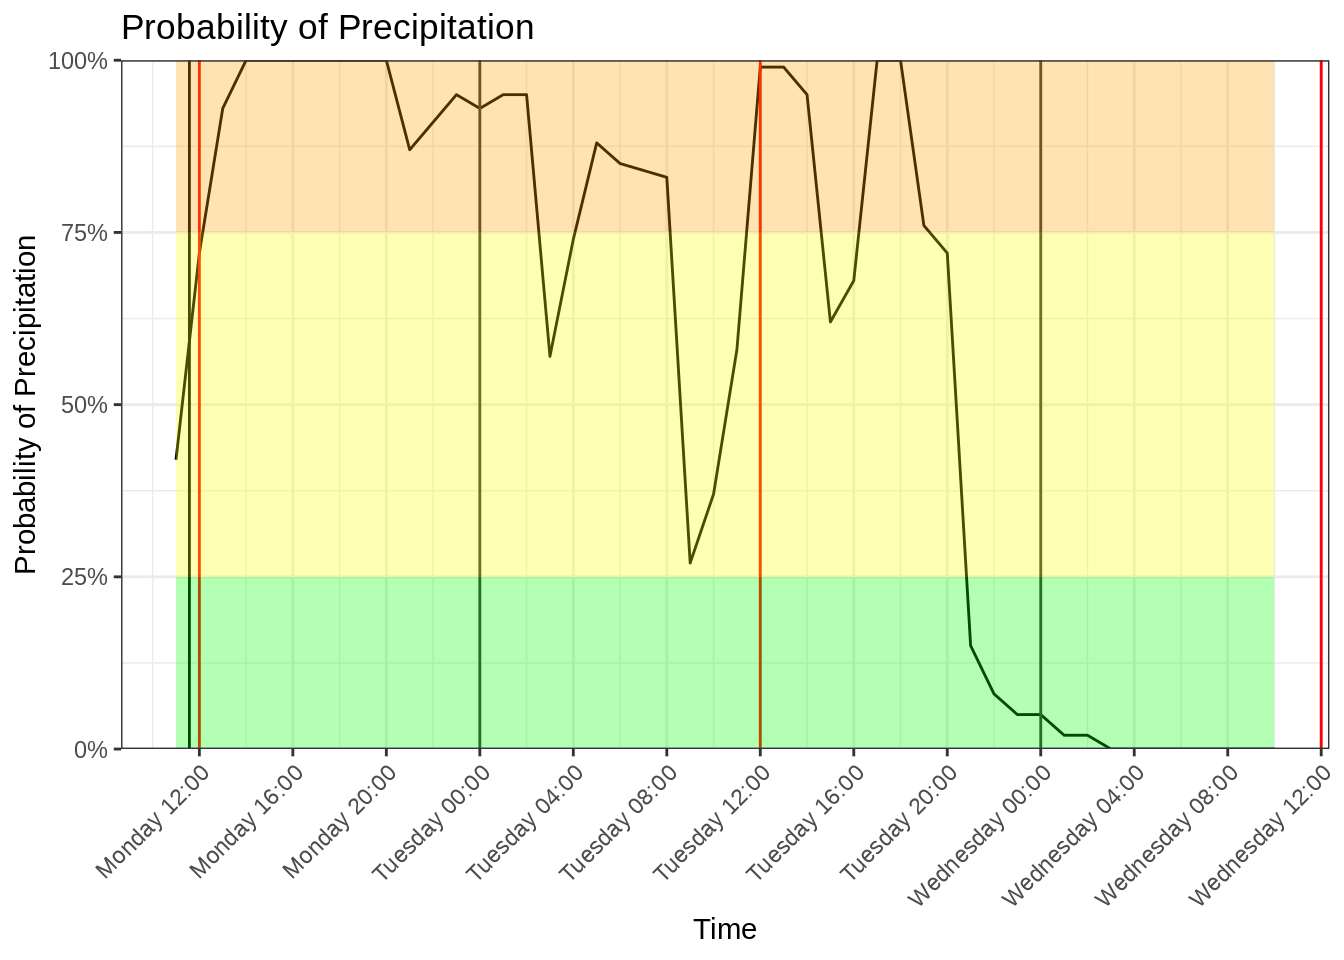 Probability of Precipitation
Probability of Precipitation
100%
75%
50%
25%
0%
Monday 12:00
Monday 16:00
Monday 20:00
Tuesday 00:00
Tuesday 04:00
Tuesday 08:00
Tuesday 12:00
Tuesday 16:00
Tuesday 20:00
Wednesday 00:00
Wednesday 04:00
Wednesday 08:00
Wednesday 12:00
Time